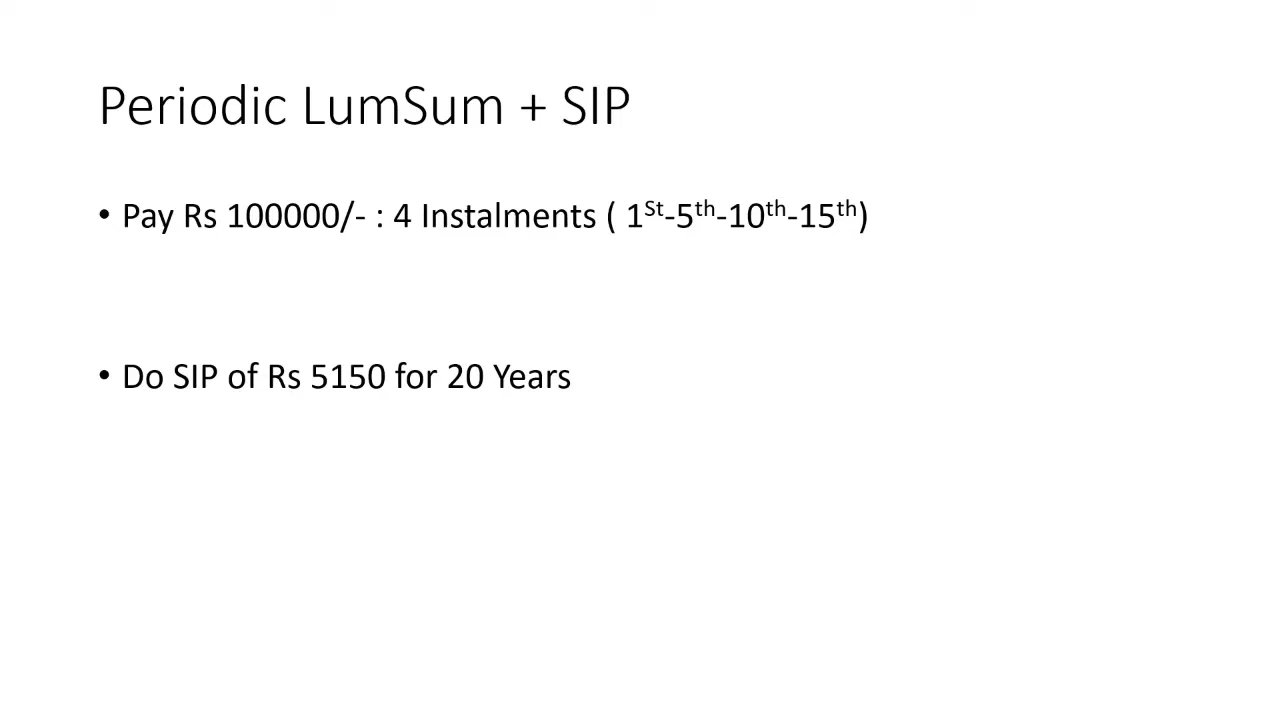 Periodic LumSum + SIP
• Pay Rs 100000/- : 4 Instalments ( 1St-5th-10th-15th)
• Do SIP of Rs 5150 for 20 Years